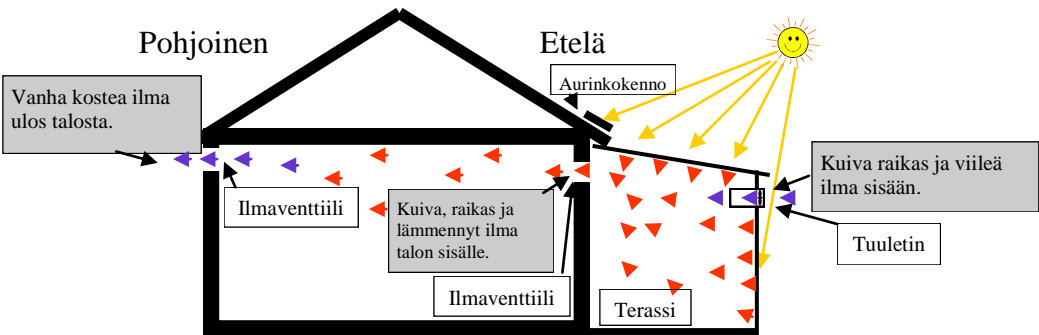 Pohjoinen
Etelä
Aurinkokenno
Vanha kostea ilma
ulos talosta.
Kuiva raikas ja viileä
ilma sisään.
Ilmaventtiili
Kuiva, raikas ja
lämmennyt ilma
talon sisälle.
Tuuletin
Ilmaventtiili
Terassi